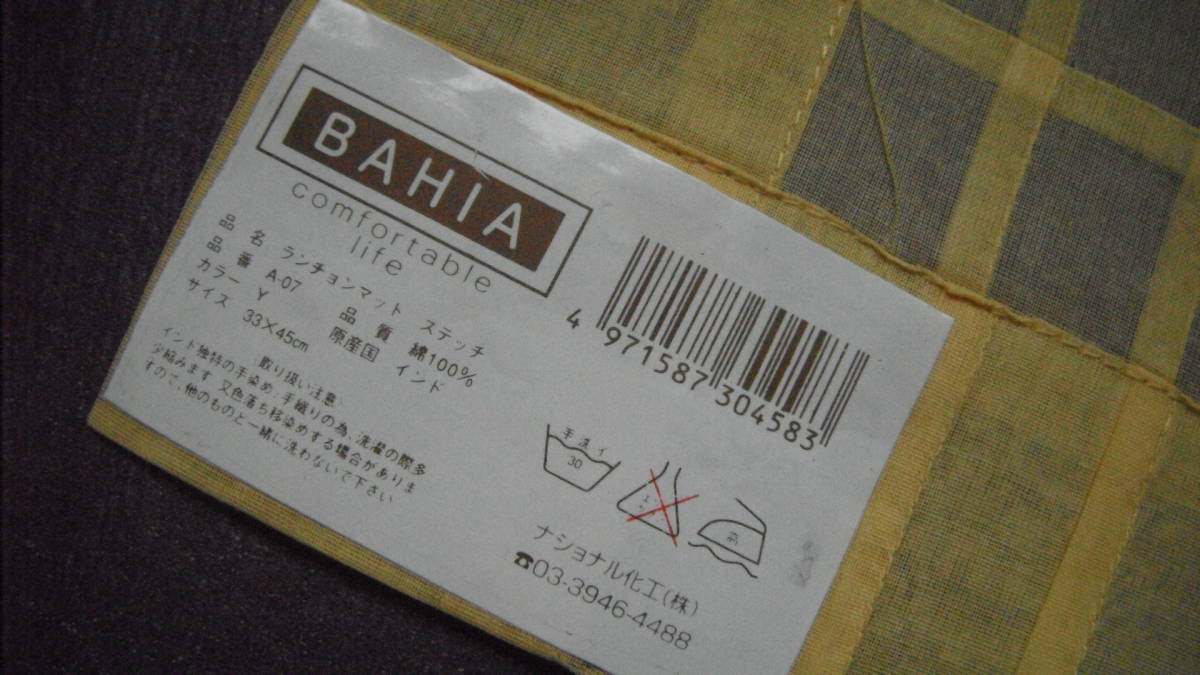 BAHIA
comfortable
life
品名 ランチョンマット ステッチ
品番 A-07 品質 綿100%
カラー Y 原産国 インド
サイズ 33×45cm
取り扱い注意
インド独特の手染め、手織りの為、洗濯の際多
少縮みます。又色落ち移染めする場合がありま
すので、他のものと一緒に洗わないで下さい
4 971587 304583
手洗イ
30
ナショナル化工(株)
☎03-3946-4488